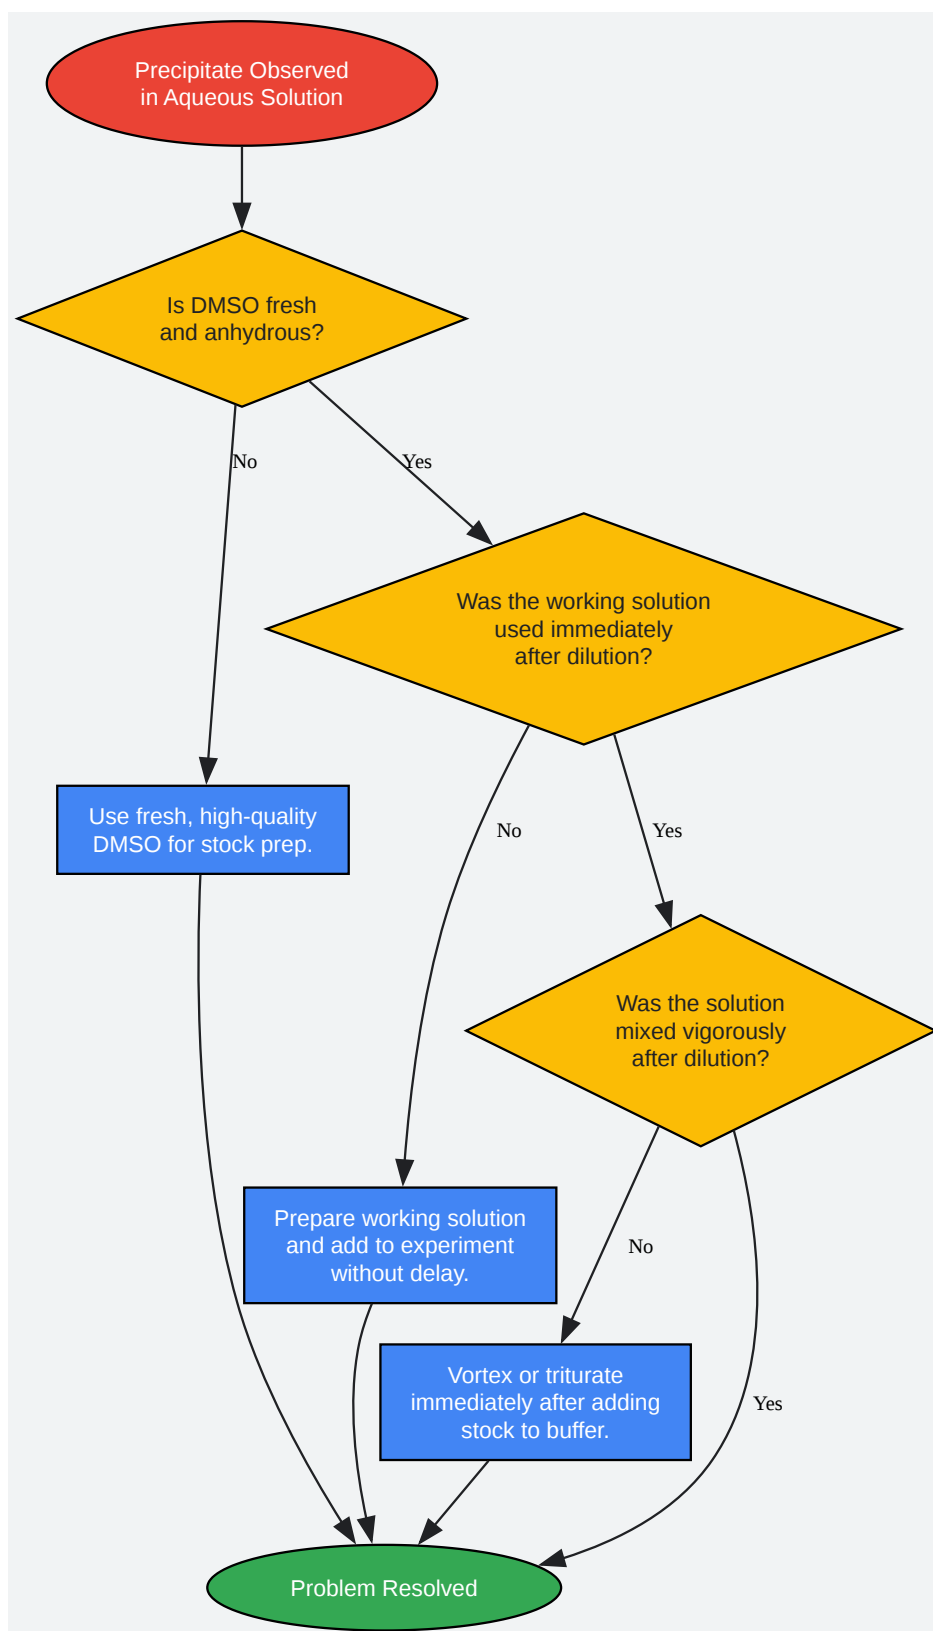 Precipitate Observed
in Aqueous Solution
Is DMSO fresh
and anhydrous?
No
Yes
Was the working solution
used immediately
after dilution?
Use fresh, high-quality
DMSO for stock prep.
No
Yes
Was the solution
mixed vigorously
after dilution?
Prepare working solution
and add to experiment
without delay.
No
Vortex or triturate
immediately after adding
stock to buffer.
Yes
Problem Resolved